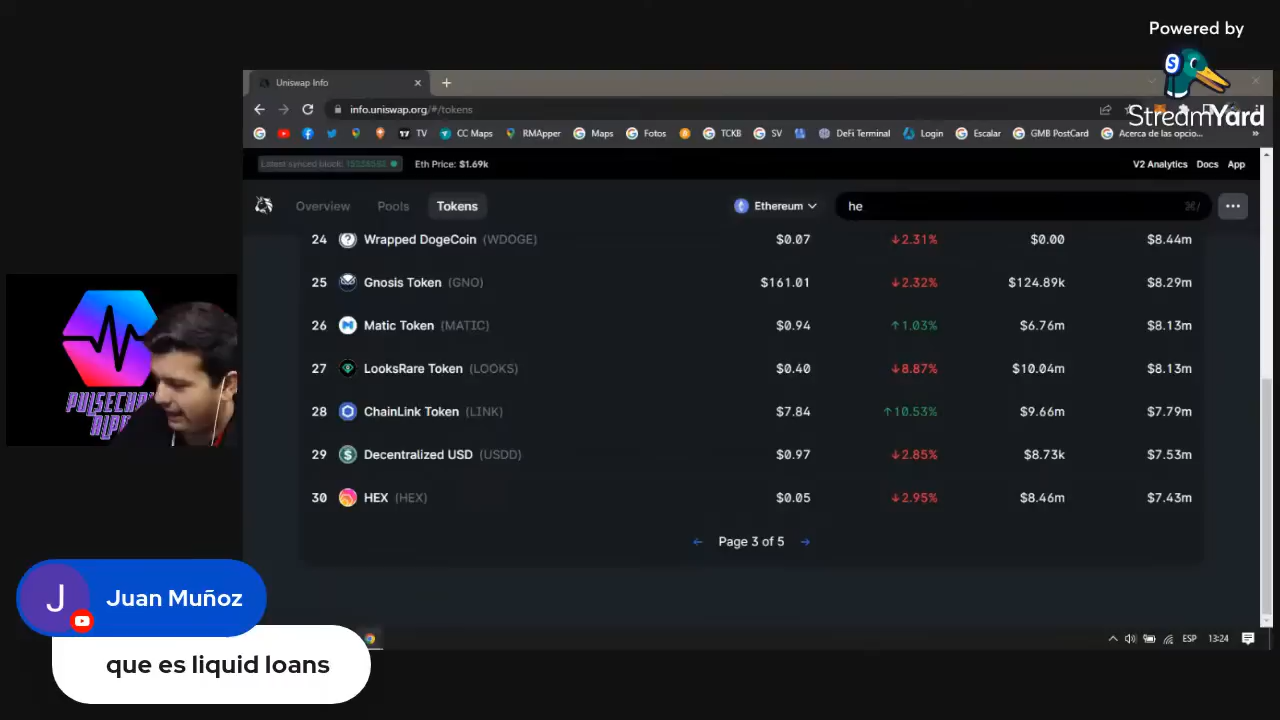 Powered by
StreamYard
Uniswap Info
info.uniswap.org/#/tokens
TV CC Maps RMApper Maps Fotos TCKB SV DeFi Terminal Login Escalar GMB PostCard Acerca de las opcio...
Latest synced block:
Eth Price: $1.69k
V2 Analytics Docs App
Overview Pools Tokens Ethereum he ⌘/
24 Wrapped DogeCoin (WDOGE) $0.07 ↓2.31% $0.00 $8.44m
25 Gnosis Token (GNO) $161.01 ↓2.32% $124.89k $8.29m
26 Matic Token (MATIC) $0.94 ↑1.03% $6.76m $8.13m
27 LooksRare Token (LOOKS) $0.40 ↓8.87% $10.04m $8.13m
28 ChainLink Token (LINK) $7.84 ↑10.53% $9.66m $7.79m
29 Decentralized USD (USDD) $0.97 ↓2.85% $8.73k $7.53m
30 HEX (HEX) $0.05 ↓2.95% $8.46m $7.43m
← Page 3 of 5 →
J Juan Muñoz
que es liquid loans
ESP 13:24